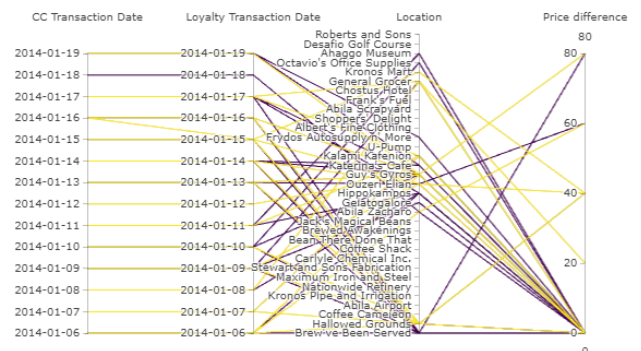 CC Transaction Date Loyalty Transaction Date Location Price difference
Roberts and Sons
80
Desafio Golf Course
2014-01-19 2014-01-19 Ahaggo Museum 80
Octavio's Office Supplies
2014-01-18 2014-01-18 Kronos Mart
General Grocer
2014-01-17 2014-01-17 Chostus Hotel
Frank's Fuel
Abila Scrapyard
2014-01-16 2014-01-16 Shoppers' Delight
Albert's Fine Clothing 60
2014-01-15 2014-01-15 Frydos Autosupply n' More
U-Pump
2014-01-14 2014-01-14 Kalami Kafenion
Katerina's Cafe
Guy's Gyros
2014-01-13 2014-01-13 Ouzeri Elian
Hippokampos 40
2014-01-12 2014-01-12 Gelatogalore
Abila Zacharo
2014-01-11 2014-01-11 Jack's Magical Beans
Brewed Awakenings
Bean There Done That
2014-01-10 2014-01-10 Coffee Shack
Carlyle Chemical Inc.
2014-01-09 2014-01-09 Stewart and Sons Fabrication 20
Maximum Iron and Steel
2014-01-08 2014-01-08 Nationwide Refinery
Kronos Pipe and Irrigation
Abila Airport
2014-01-07 2014-01-07 Coffee Cameleon
Hallowed Grounds
2014-01-06 2014-01-06 Brew've Been Served 0
0